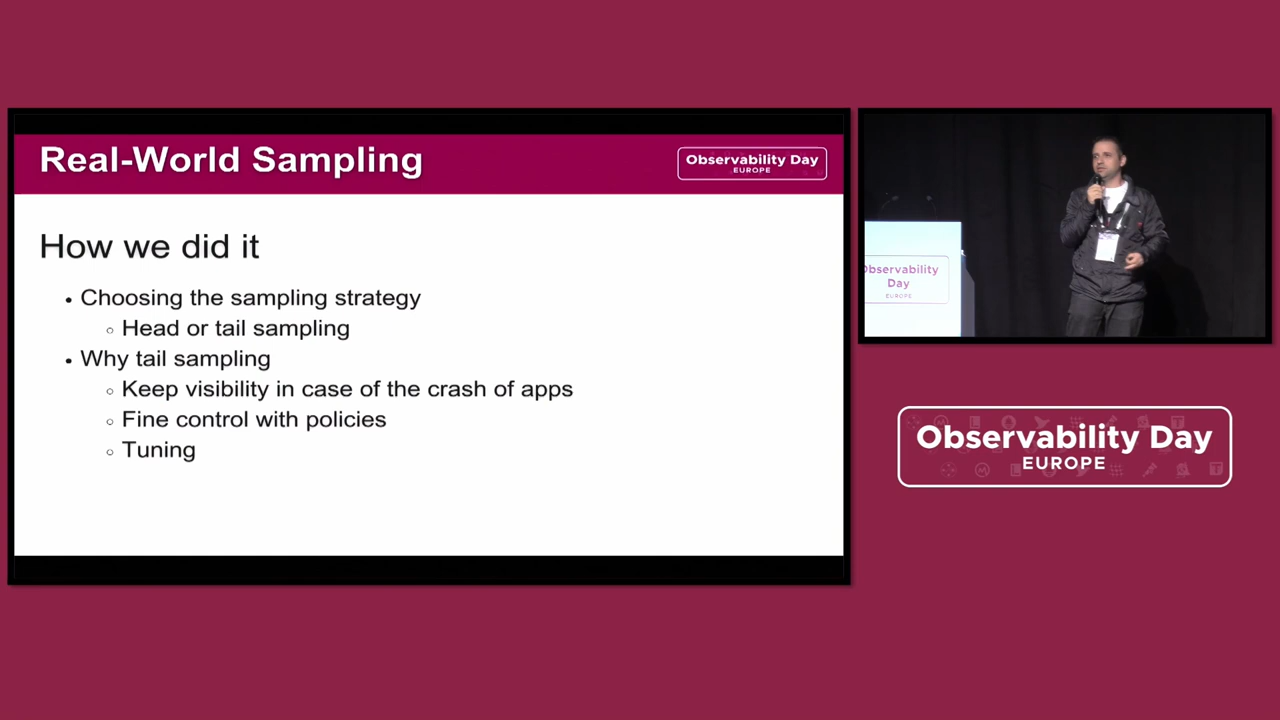 Real-World Sampling
Observability Day
EUROPE
How we did it
• Choosing the sampling strategy
○ Head or tail sampling
• Why tail sampling
○ Keep visibility in case of the crash of apps
○ Fine control with policies
○ Tuning
Observability
Day
EUROPE
Observability Day
EUROPE